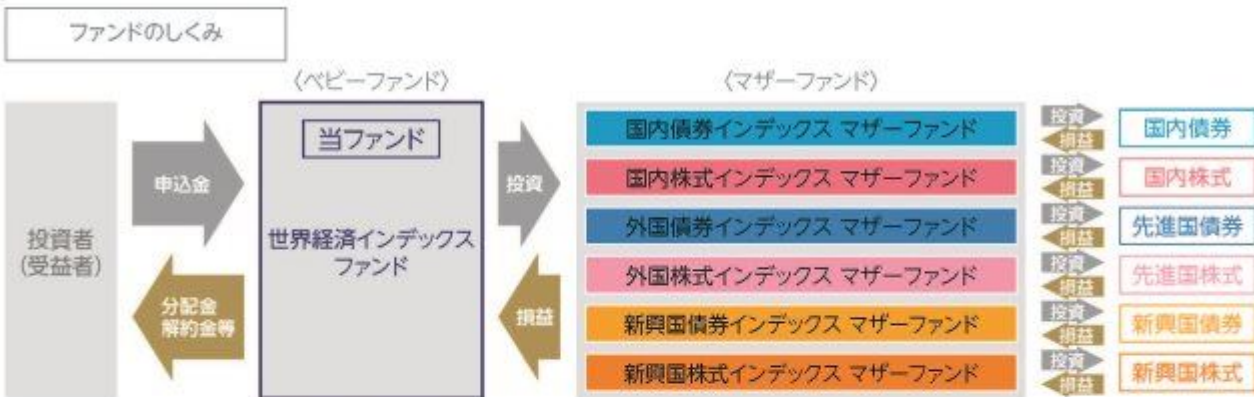 ファンドのしくみ
〈ベビーファンド〉
〈マザーファンド〉
投資者
(受益者)
申込金
分配金
解約金等
当ファンド
世界経済インデックス
ファンド
投資
損益
国内債券インデックス マザーファンド
投資
損益
国内債券
国内株式インデックス マザーファンド
投資
損益
国内株式
外国債券インデックス マザーファンド
投資
損益
先進国債券
外国株式インデックス マザーファンド
投資
損益
先進国株式
新興国債券インデックス マザーファンド
投資
損益
新興国債券
新興国株式インデックス マザーファンド
投資
損益
新興国株式